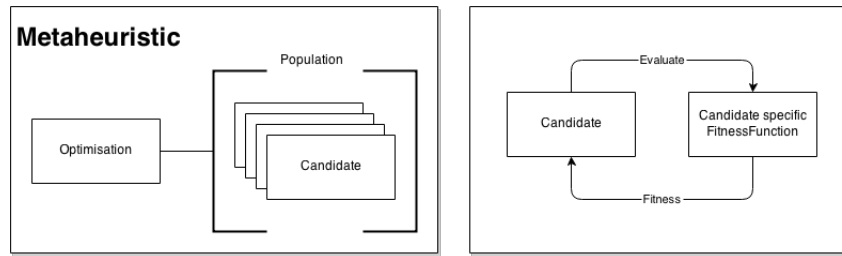 Metaheuristic
Population
Optimisation
Candidate
Evaluate
Candidate
Candidate specific
FitnessFunction
Fitness